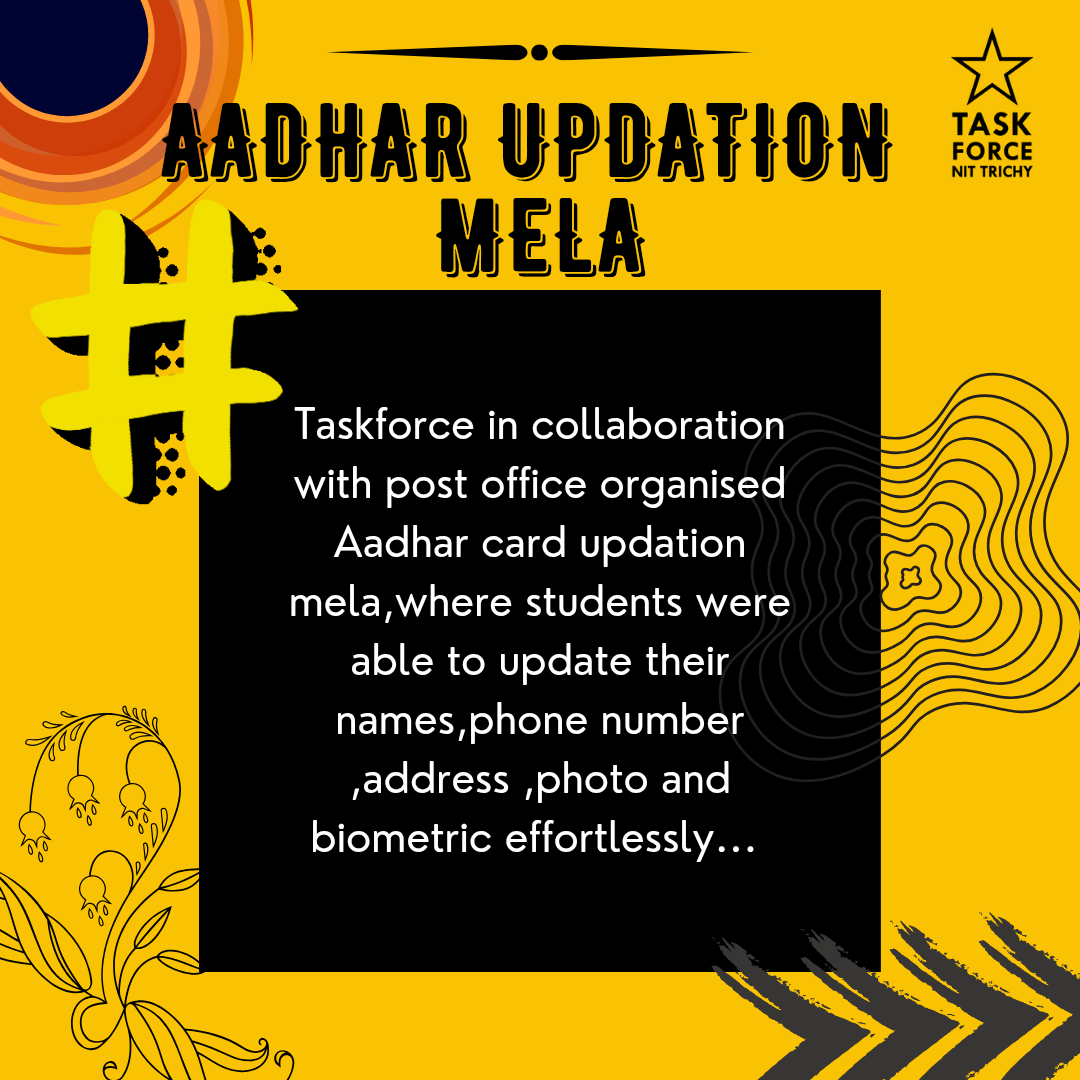 AADHAR UPDATION
MELA
TASK
FORCE
NIT TRICHY
Taskforce in collaboration
with post office organised
Aadhar card updation
mela,where students were
able to update their
names,phone number
,address ,photo and
biometric effortlessly...